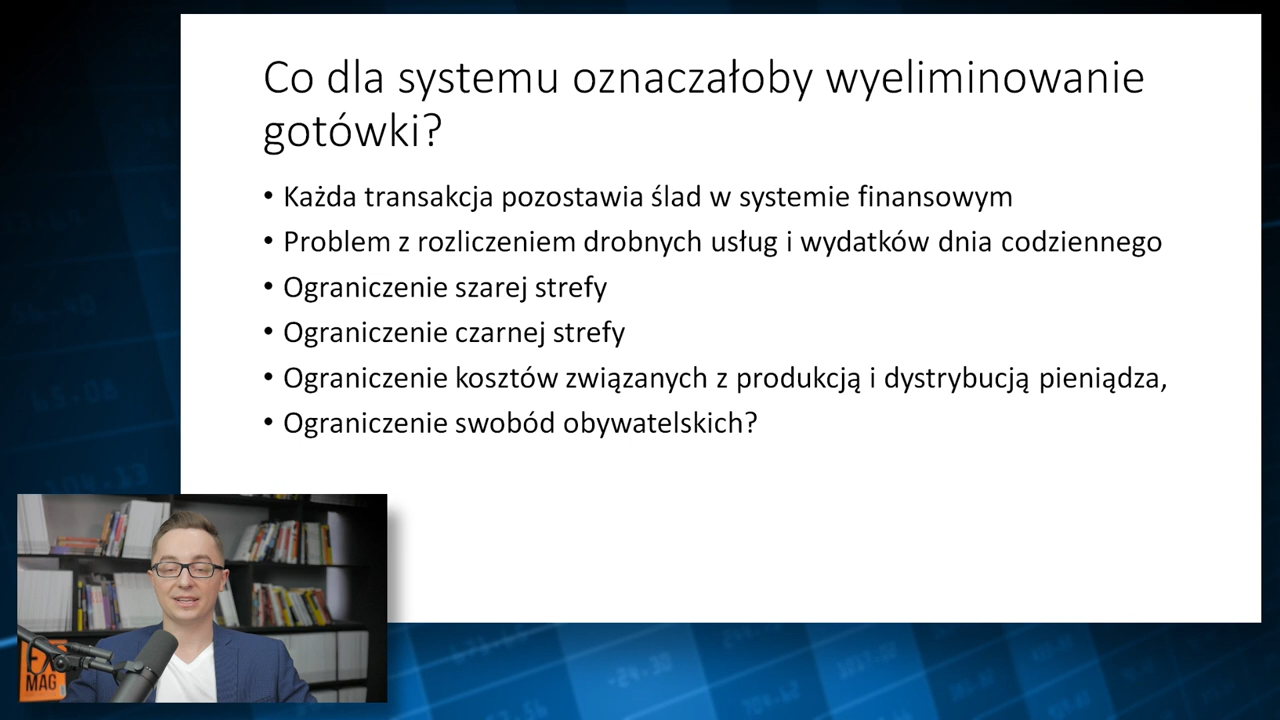 Co dla systemu oznaczałoby wyeliminowanie
gotówki?
• Każda transakcja pozostawia ślad w systemie finansowym
• Problem z rozliczeniem drobnych usług i wydatków dnia codziennego
• Ograniczenie szarej strefy
• Ograniczenie czarnej strefy
• Ograniczenie kosztów związanych z produkcją i dystrybucją pieniądza,
• Ograniczenie swobód obywatelskich?
MAG